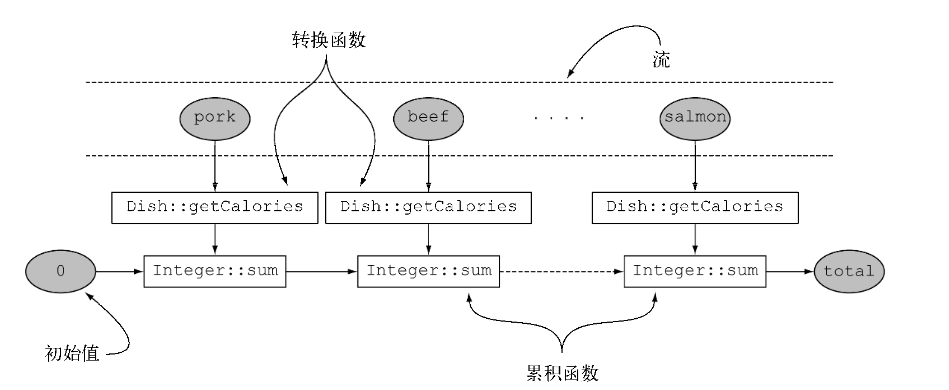 转换函数
流
pork
beef
....
salmon
Dish::getCalories
Dish::getCalories
Dish::getCalories
0
Integer::sum
Integer::sum
Integer::sum
total
初始值
累积函数